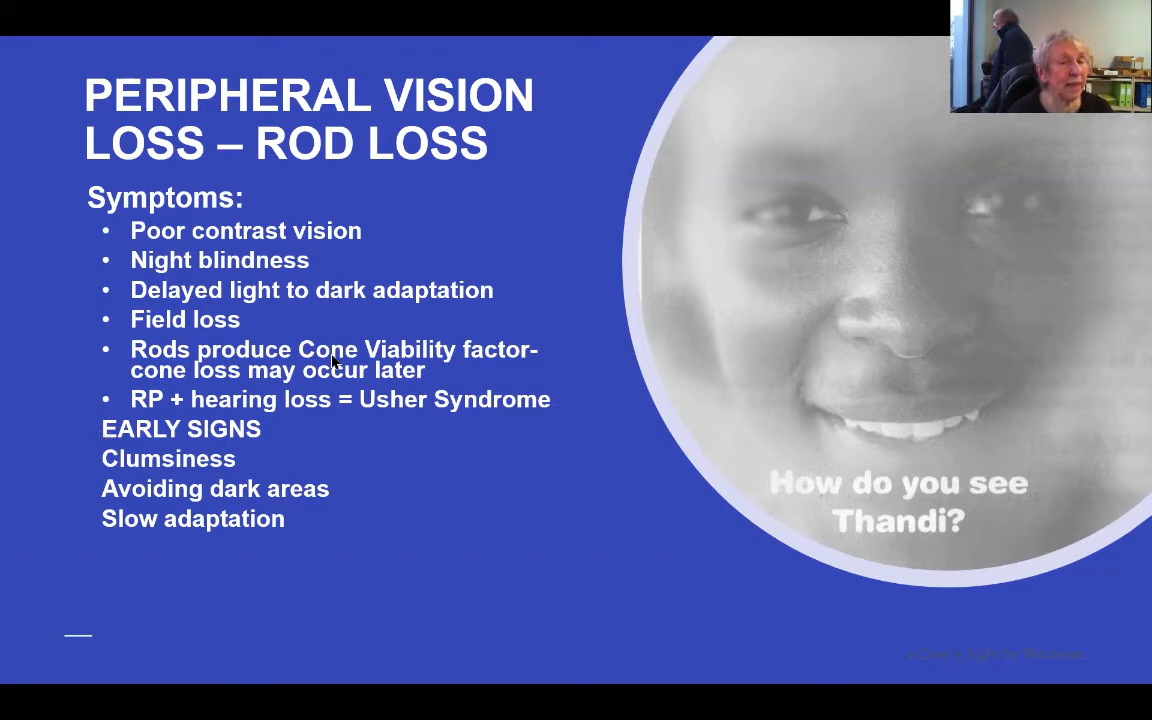 PERIPHERAL VISION
LOSS – ROD LOSS
Symptoms:
• Poor contrast vision
• Night blindness
• Delayed light to dark adaptation
• Field loss
• Rods produce Cone Viability factor-
cone loss may occur later
• RP + hearing loss = Usher Syndrome
EARLY SIGNS
Clumsiness
Avoiding dark areas
Slow adaptation
How do you see
Thandi?